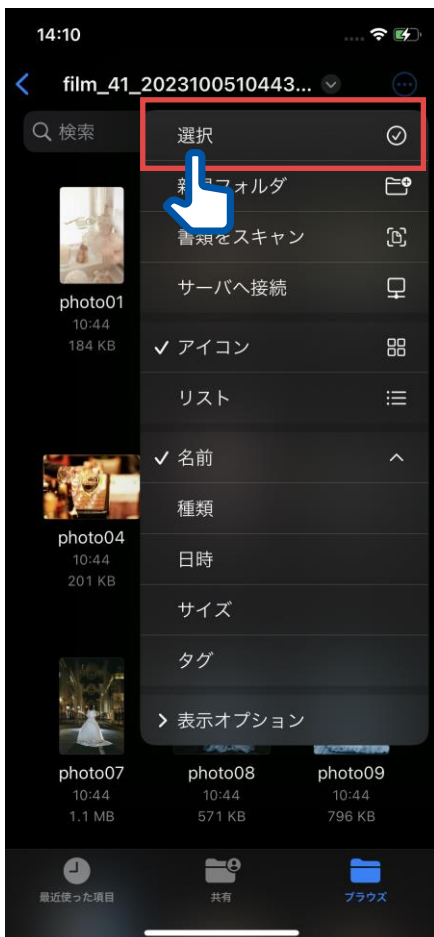 14:10
film_41_2023100510443...
検索
選択
新規フォルダ
書類をスキャン
サーバへ接続
アイコン
リスト
名前
種類
日時
サイズ
タグ
表示オプション
photo01
10:44
184 KB
photo04
10:44
201 KB
photo07
10:44
1.1 MB
photo08
10:44
571 KB
photo09
10:44
796 KB
最近使った項目
共有
ブラウズ